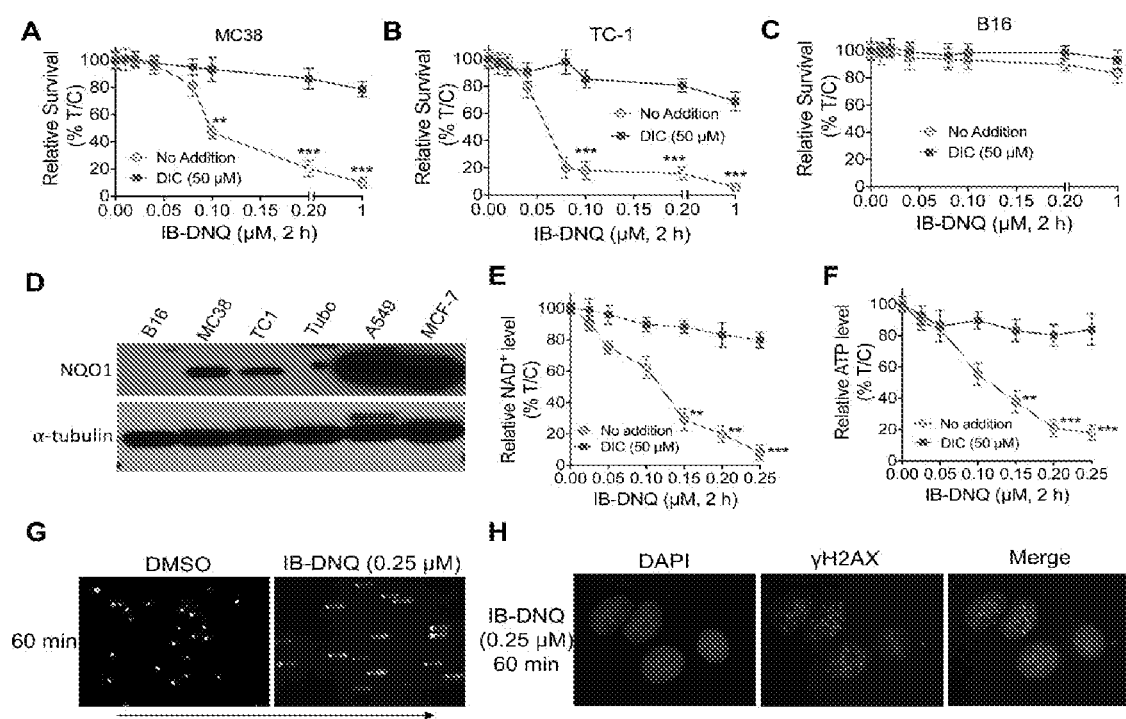 A
MC38
Relative Survival
(% T/C)
100
80
60
40
20
0
**
***
***
No Addition
DIC (50 µM)
0.00 0.05 0.10 0.15 0.20 1
IB-DNQ (µM, 2 h)
B
TC-1
Relative Survival
(% T/C)
100
80
60
40
20
0
No Addition
DIC (50 µM)
***
***
***
0.00 0.05 0.10 0.15 0.20 1
IB-DNQ (µM, 2 h)
C
B16
Relative Survival
(% T/C)
100
80
60
40
20
0
No Addition
DIC (50 µM)
0.00 0.05 0.10 0.15 0.20 1
IB-DNQ (µM, 2 h)
D
B16 MC38 TC1 Tubo A549 MCF-7
NQO1
α-tubulin
E
Relative NAD⁺ level
(% T/C)
100
80
60
40
20
0
**
**
***
No addition
DIC (50 µM)
0.00 0.05 0.10 0.15 0.20 0.25
IB-DNQ (µM, 2 h)
F
Relative ATP level
(% T/C)
100
80
60
40
20
0
**
***
***
No addition
DIC (50 µM)
0.00 0.05 0.10 0.15 0.20 0.25
IB-DNQ (µM, 2 h)
G
DMSO IB-DNQ (0.25 µM)
60 min
H
DAPI γH2AX Merge
IB-DNQ
(0.25 µM)
60 min